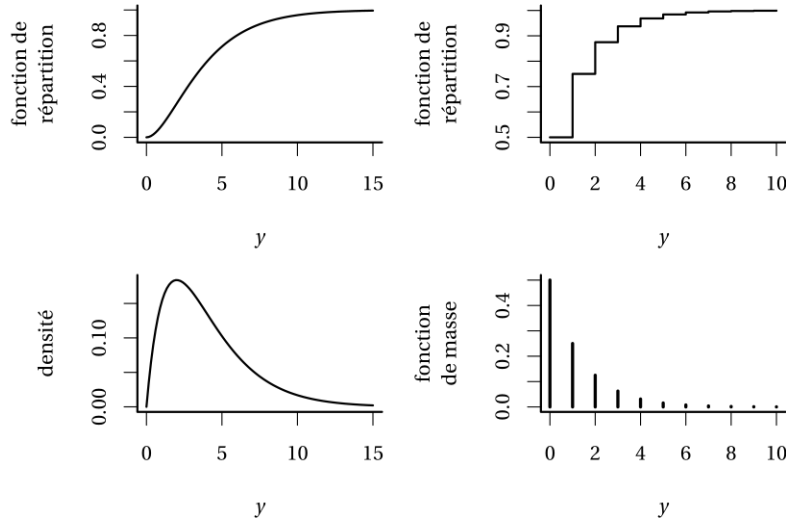 fonction de
répartition
0.0 0.4 0.8
0 5 10 15
y
fonction de
répartition
0.5 0.7 0.9
0 2 4 6 8 10
y
densité
0.00 0.10
0 5 10 15
y
fonction
de masse
0.0 0.2 0.4
0 2 4 6 8 10
y